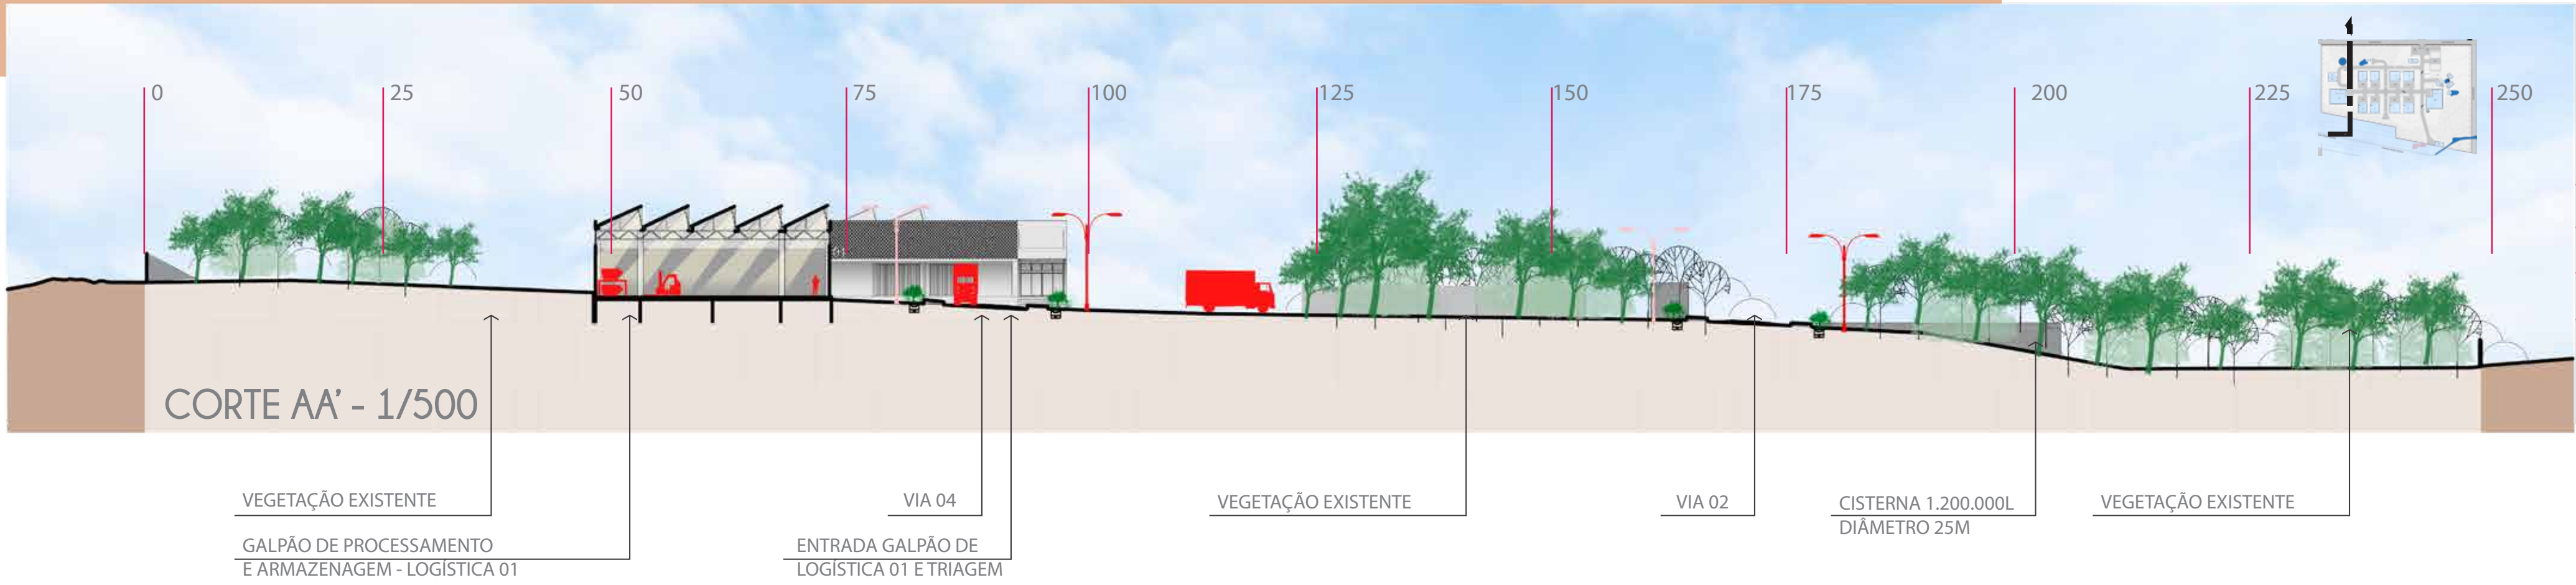 0
25
50
75
100
125
150
175
200
225
250
CORTE AA' - 1/500
VEGETAÇÃO EXISTENTE
GALPÃO DE PROCESSAMENTO
E ARMAZENAGEM - LOGÍSTICA 01
VIA 04
ENTRADA GALPÃO DE
LOGÍSTICA 01 E TRIAGEM
VEGETAÇÃO EXISTENTE
VIA 02
CISTERNA 1.200.000L
DIÂMETRO 25M
VEGETAÇÃO EXISTENTE